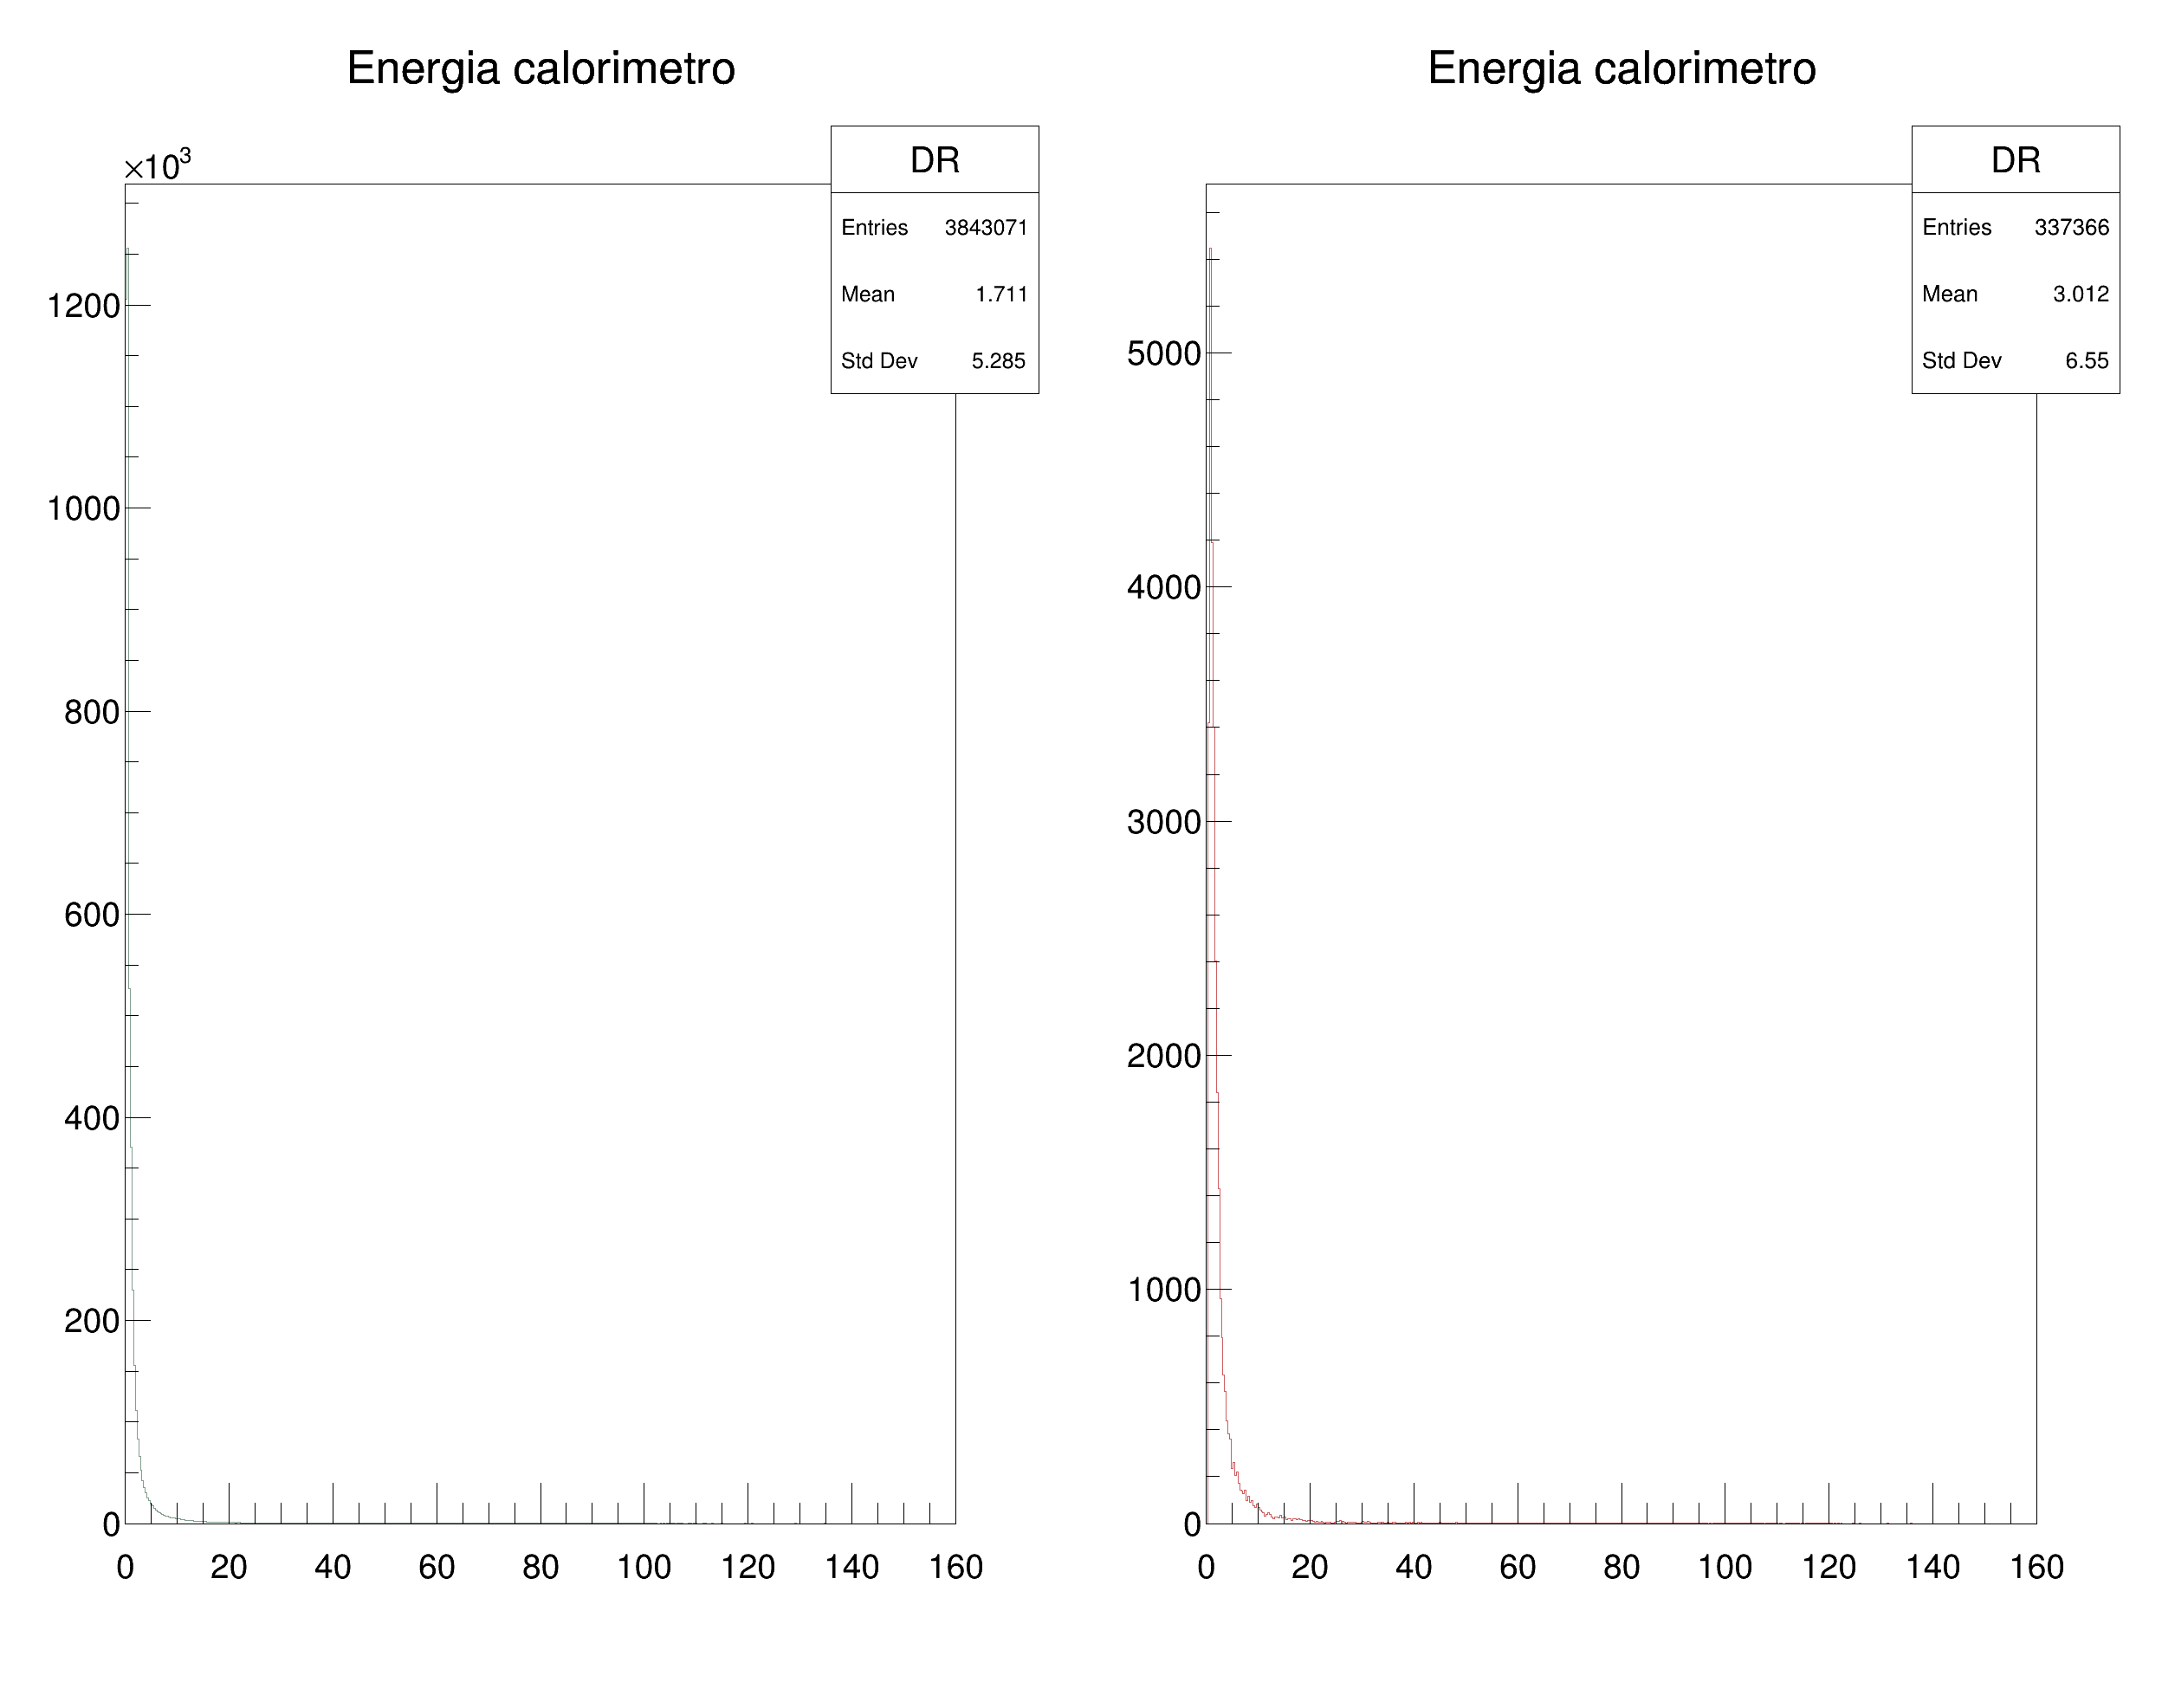 Energia calorimetro
×10³
DR
Entries 3843071
Mean 1.711
Std Dev 5.285
1200
1000
800
600
400
200
0
0 20 40 60 80 100 120 140 160
Energia calorimetro
DR
Entries 337366
Mean 3.012
Std Dev 6.55
5000
4000
3000
2000
1000
0
0 20 40 60 80 100 120 140 160